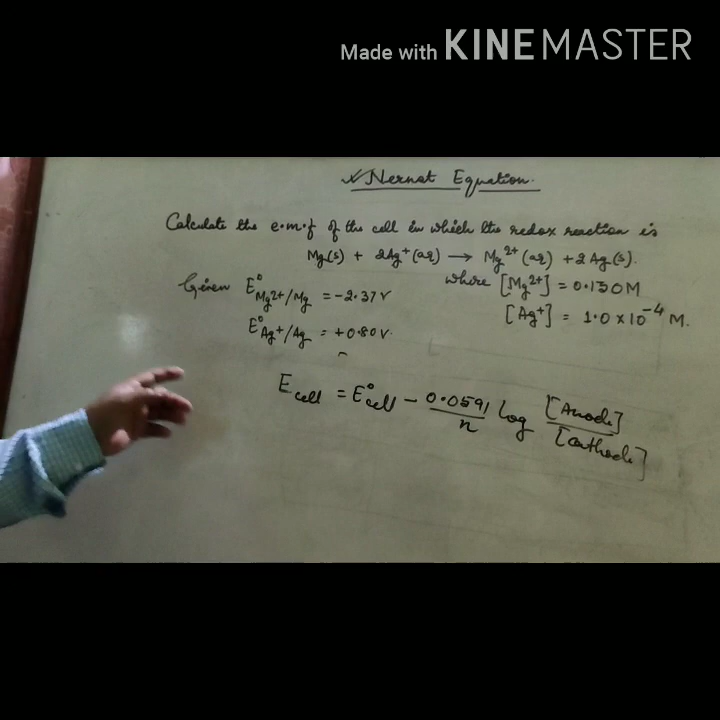 Made with KINEMASTER
Nernst Equation.
Calculate the e.m.f of the cell in which the redox reaction is
Mg(s) + 2Ag⁺(aq) → Mg²⁺(aq) + 2Ag(s).
Given E°Mg²⁺/Mg = -2.37V where [Mg²⁺] = 0.130M
E°Ag⁺/Ag = +0.80V. [Ag⁺] = 1.0 × 10⁻⁴ M.
E cell = E°cell - 0.0591/n log [Anode]/[Cathode]